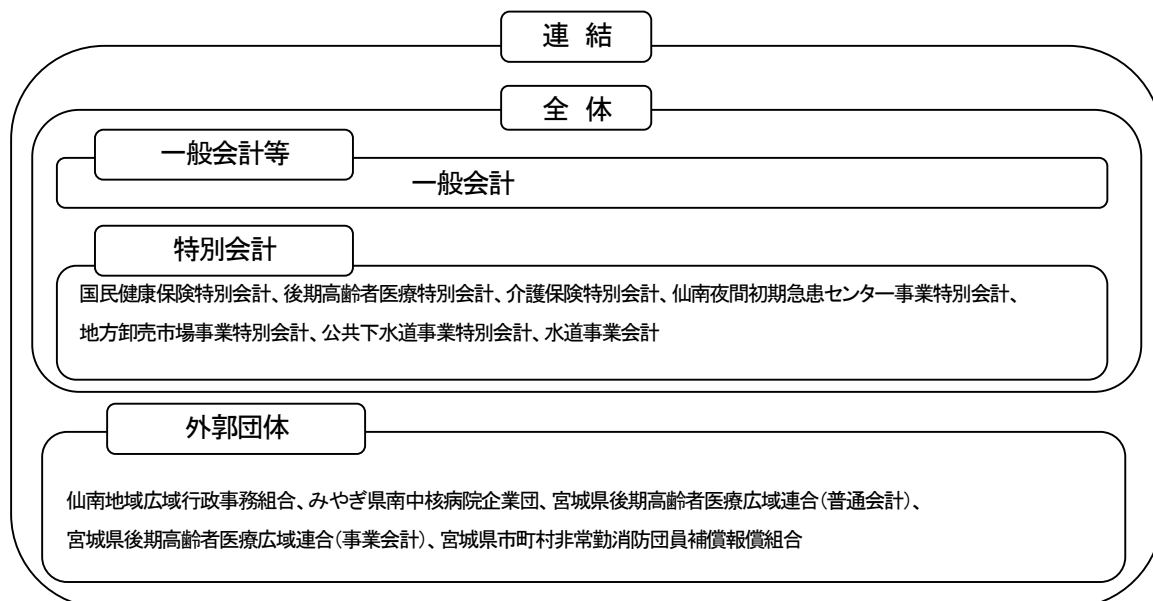 連 結
全 体
一般会計等
一般会計
特別会計
国民健康保険特別会計、後期高齢者医療特別会計、介護保険特別会計、仙南夜間初期急患センター事業特別会計、
地方卸売市場事業特別会計、公共下水道事業特別会計、水道事業会計
外郭団体
仙南地域広域行政事務組合、みやぎ県南中核病院企業団、宮城県後期高齢者医療広域連合(普通会計)、
宮城県後期高齢者医療広域連合(事業会計)、宮城県市町村非常勤消防団員補償報償組合